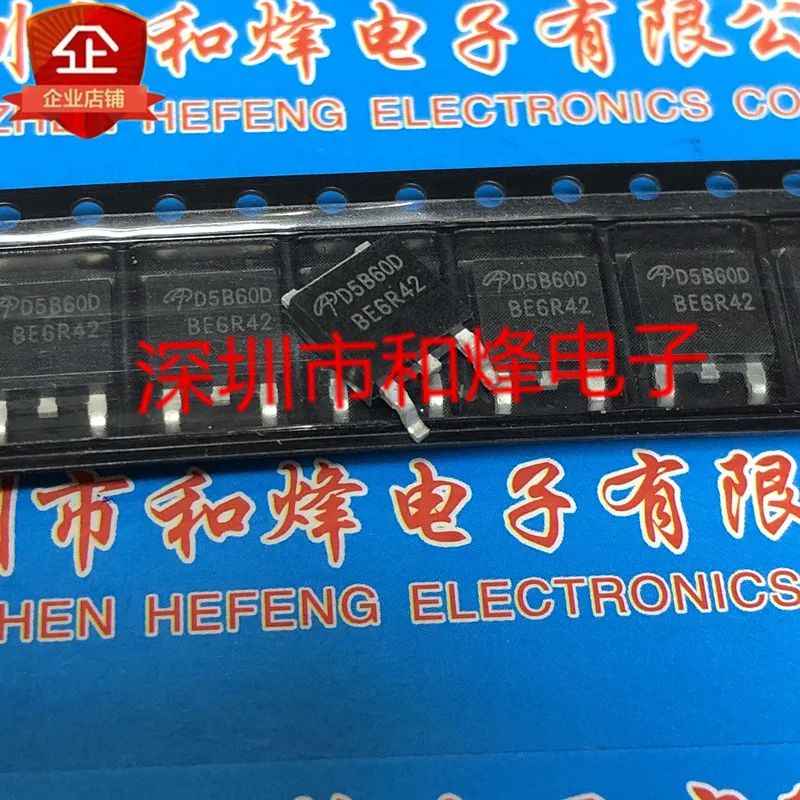 圳市和烽电子有限公
企
企业店铺
ZHEN HEFENG ELECTRONICS CO
D5B60D D5B60D D5B60D D5B60D D5B60D
BE6R42 BE6R42 BE6R42 BE6R42 BE6R42
深圳市和烽电子
圳市和烽电子有限
HEN HEFENG ELECTRONICS